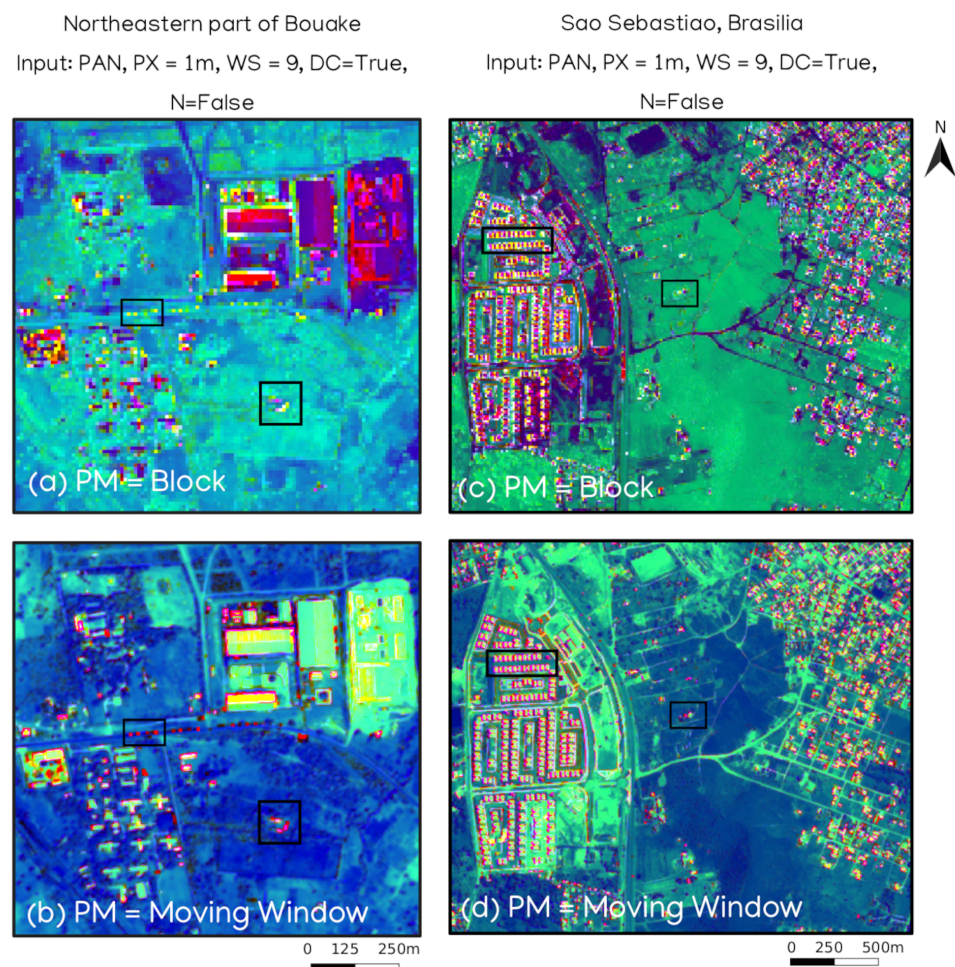 Northeastern part of Bouake
Input: PAN, PX = 1m, WS = 9, DC=True,
N=False
Sao Sebastiao, Brasilia
Input: PAN, PX = 1m, WS = 9, DC=True,
N=False
N
(a) PM = Block
(c) PM = Block
(b) PM = Moving Window
(d) PM = Moving Window
0 125 250m
0 250 500m